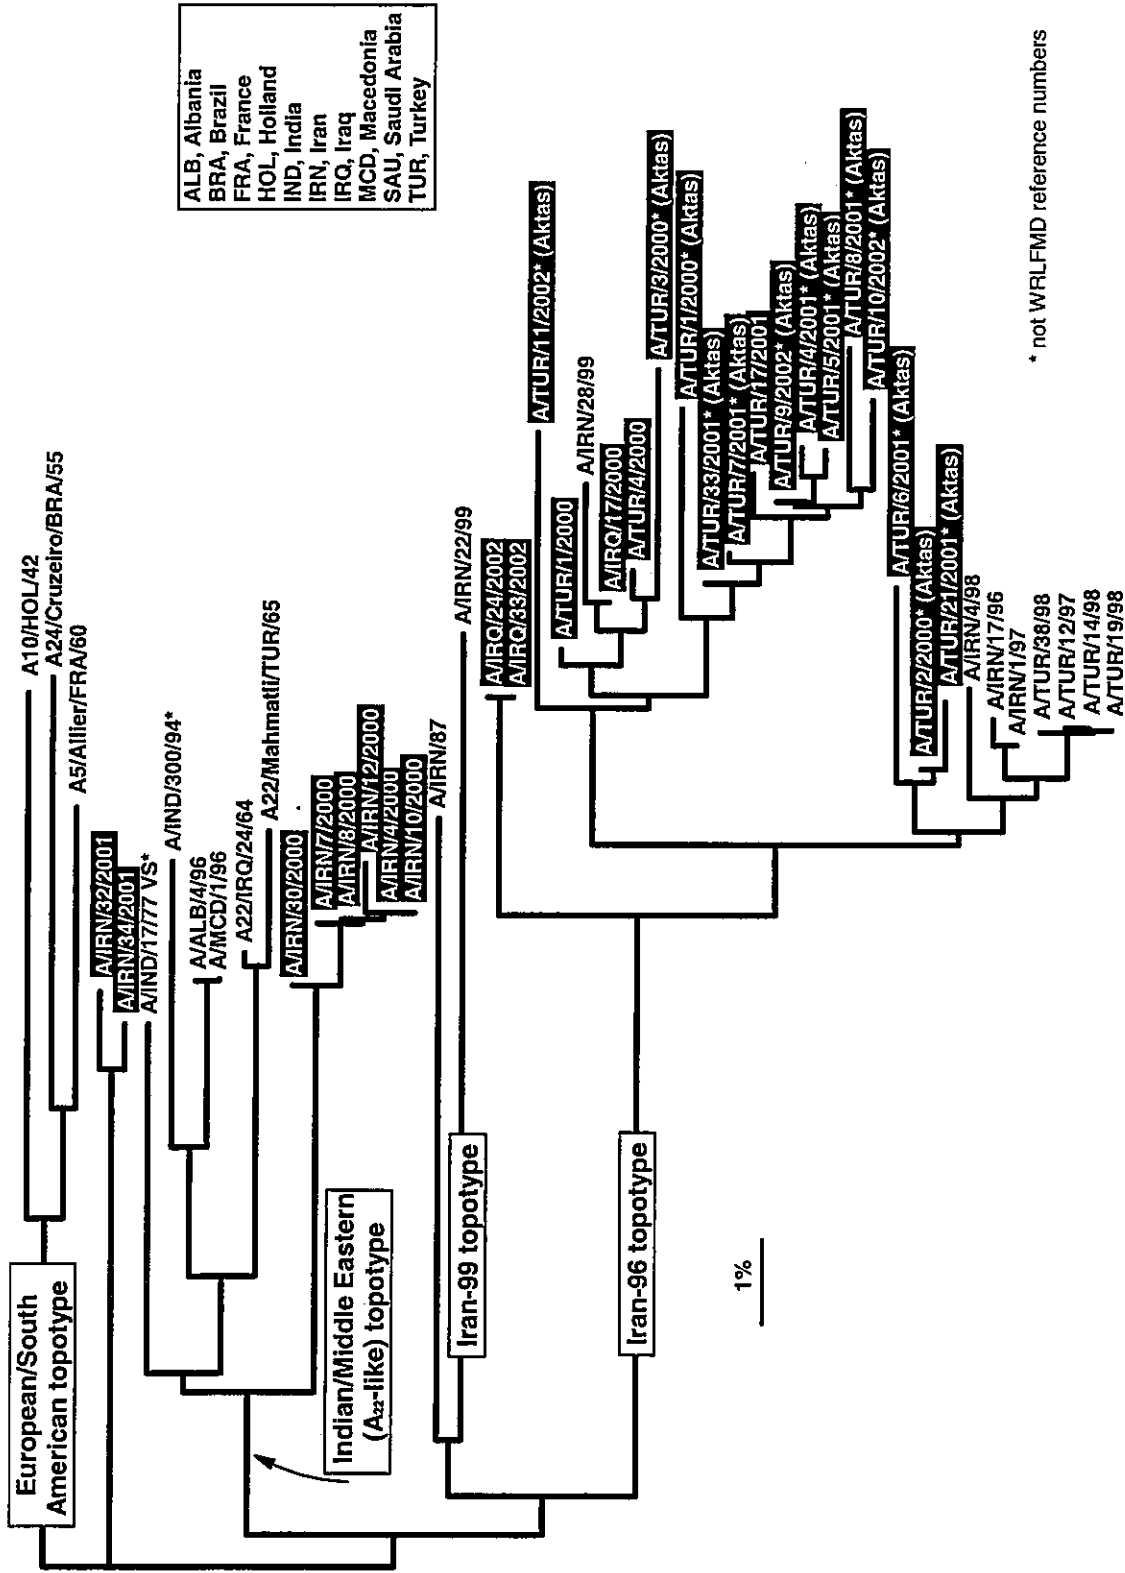 ALB, Albania
BRA, Brazil
FRA, France
HOL, Holland
IND, India
IRN, Iran
IRQ, Iraq
MCD, Macedonia
SAU, Saudi Arabia
TUR, Turkey
European/South
American topotype
A10/HOL/42
A24/Cruzeiro/BRA/55
A5/Allier/FRA/60
A/IRN/32/2001
A/IRN/34/2001
A/IND/17/77 VS*
A/IND/300/94*
A/ALB/4/96
A/MCD/1/96
A22/IRQ/24/64
A22/Mahmatli/TUR/65
Indian/Middle Eastern
(A22-like) topotype
A/IRN/30/2000
A/IRN/7/2000
A/IRN/8/2000
A/IRN/12/2000
A/IRN/4/2000
A/IRN/10/2000
A/IRN/87
Iran-99 topotype
A/IRN/22/99
Iran-96 topotype
A/IRQ/24/2002
A/IRQ/33/2002
A/TUR/11/2002* (Aktas)
A/TUR/1/2000
A/IRN/28/99
A/IRQ/17/2000
A/TUR/4/2000
A/TUR/3/2000* (Aktas)
A/TUR/1/2000* (Aktas)
A/TUR/33/2001* (Aktas)
A/TUR/7/2001* (Aktas)
A/TUR/17/2001
A/TUR/9/2002* (Aktas)
A/TUR/4/2001* (Aktas)
A/TUR/5/2001* (Aktas)
A/TUR/8/2001* (Aktas)
A/TUR/10/2002* (Aktas)
A/TUR/6/2001* (Aktas)
A/TUR/2/2000* (Aktas)
A/TUR/21/2001* (Aktas)
A/IRN/4/98
A/IRN/17/96
A/IRN/1/97
A/TUR/38/98
A/TUR/12/97
A/TUR/14/98
A/TUR/19/98
1%
* not WRLFMD reference numbers